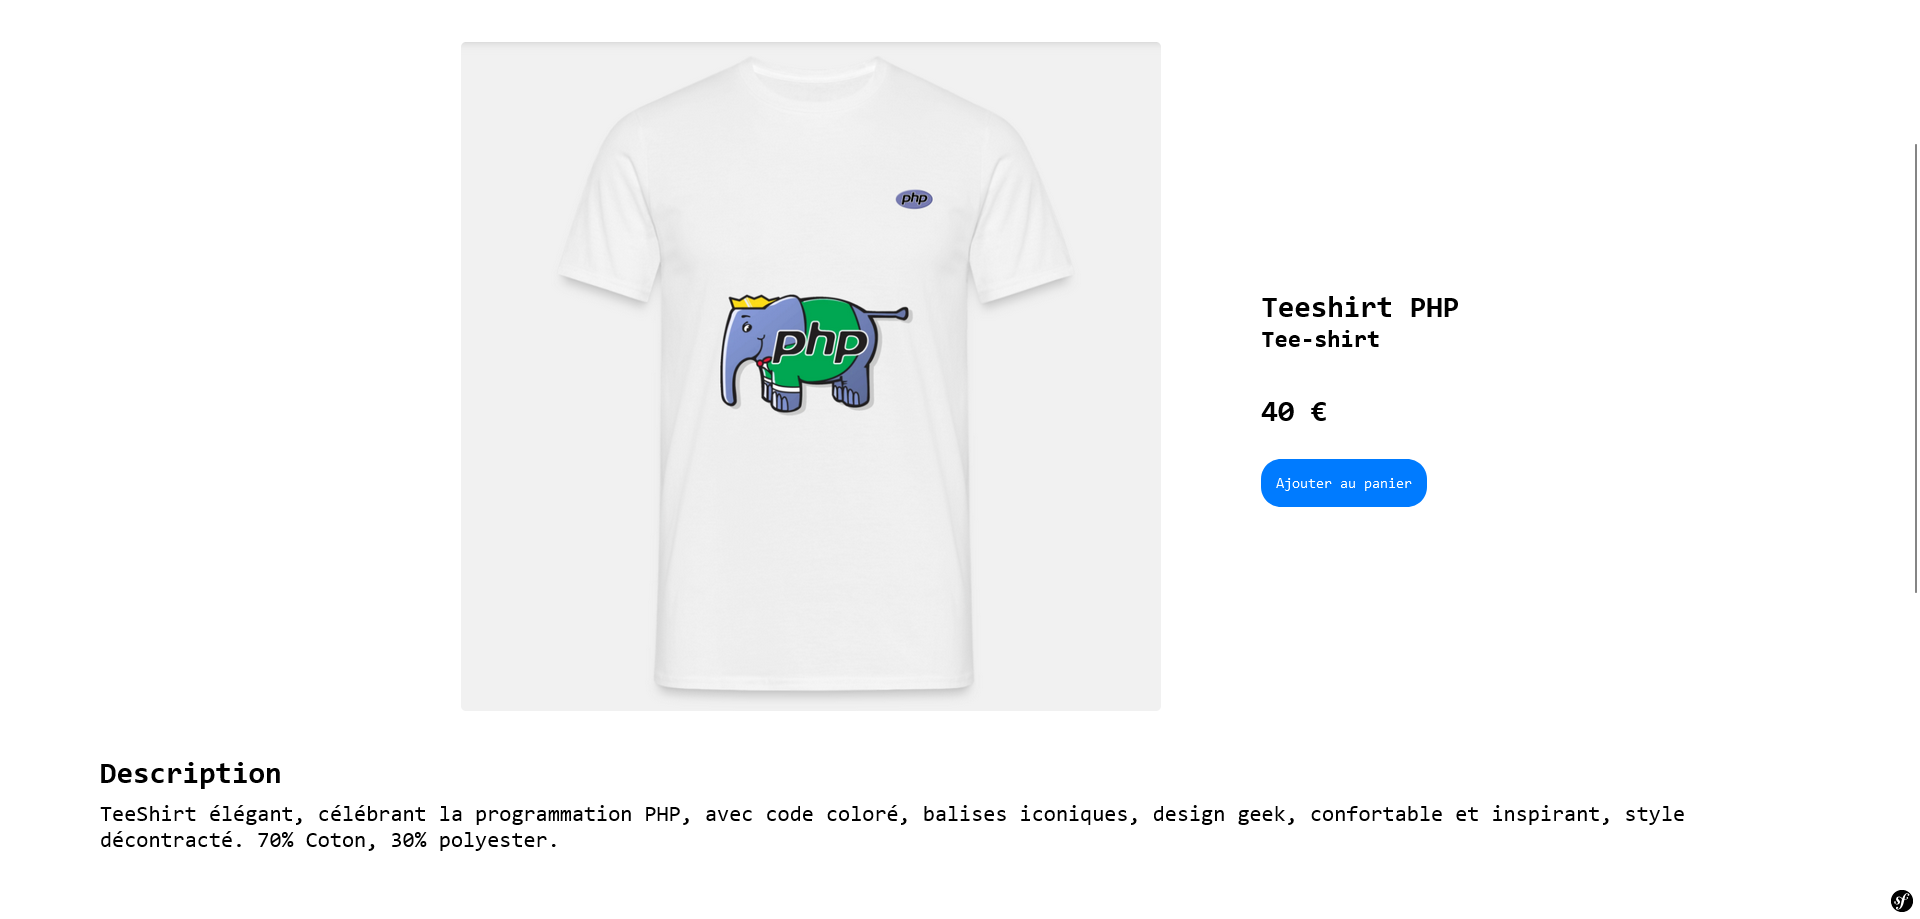 php
php
Teeshirt PHP
Tee-shirt
40 €
Ajouter au panier
Description
TeeShirt élégant, célébrant la programmation PHP, avec code coloré, balises iconiques, design geek, confortable et inspirant, style
décontracté. 70% Coton, 30% polyester.
sf